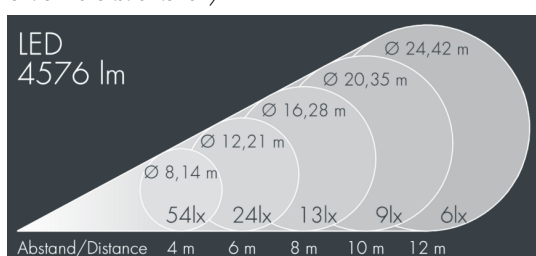 LED
4576 lm
Ø 24,42 m
Ø 20,35 m
Ø 16,28 m
Ø 12,21 m
Ø 8,14 m
54lx 24lx 13lx 9lx 6lx
Abstand/Distance 4 m 6 m 8 m 10 m 12 m